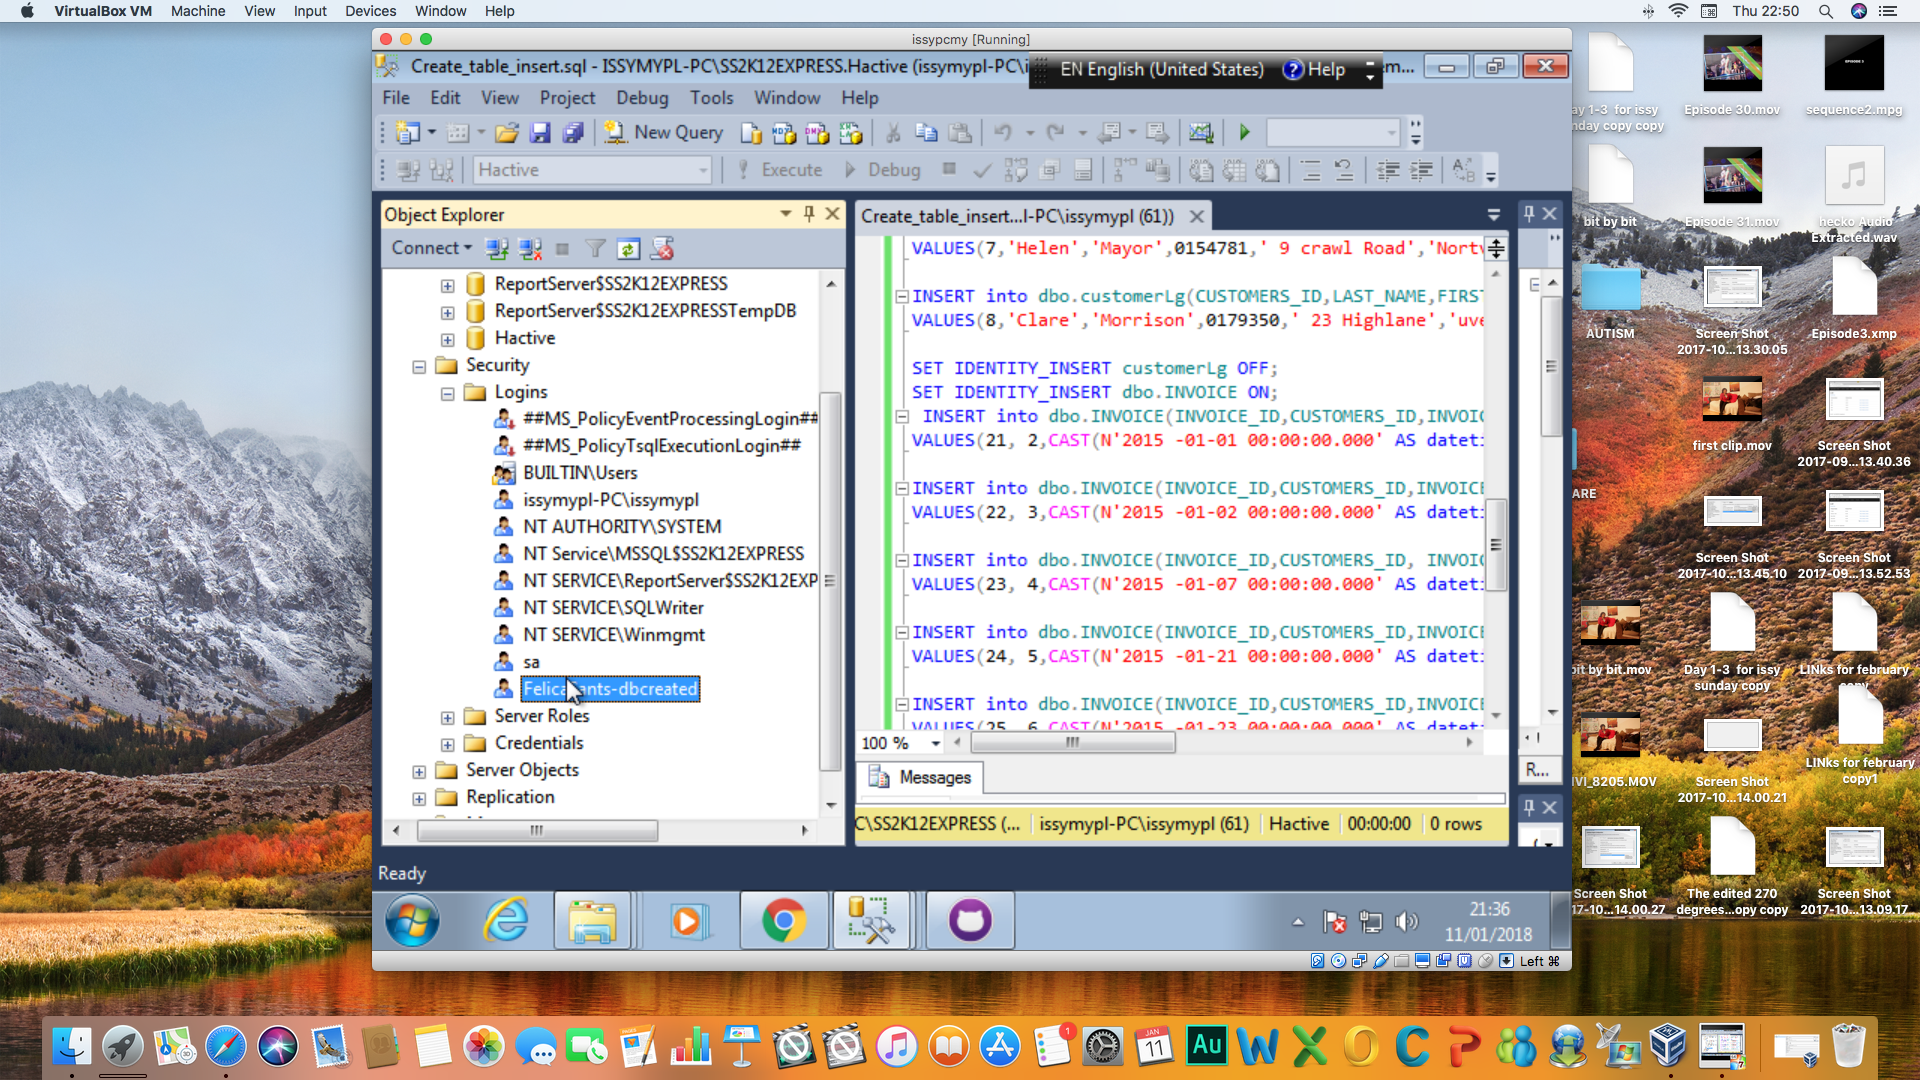 VirtualBox VM Machine View Input Devices Window Help
Thu 22:50
issypcmy [Running]
Create_table_insert.sql - ISSYMYPL-PC\SS2K12EXPRESS.Hactive (issymypl-PC\i
EN English (United States) Help
m...
File Edit View Project Debug Tools Window Help
New Query
Hactive
Execute Debug
Object Explorer
Connect
ReportServer$SS2K12EXPRESS
ReportServer$SS2K12EXPRESSTempDB
Hactive
Security
Logins
##MS_PolicyEventProcessingLogin##
##MS_PolicyTsqlExecutionLogin##
BUILTIN\Users
issymypl-PC\issymypl
NT AUTHORITY\SYSTEM
NT Service\MSSQL$SS2K12EXPRESS
NT SERVICE\ReportServer$SS2K12EXP
NT SERVICE\SQLWriter
NT SERVICE\Winmgmt
sa
Server Roles
Credentials
Server Objects
Replication
Create_table_insert...l-PC\issymypl (61))
VALUES(7,'Helen','Mayor',0154781,' 9 crawl Road','Nortv
INSERT into dbo.customerLg(CUSTOMERS_ID,LAST_NAME,FIRST
VALUES(8,'Clare','Morrison',0179350,' 23 Highlane','uve
SET IDENTITY_INSERT customerLg OFF;
SET IDENTITY_INSERT dbo.INVOICE ON;
INSERT into dbo.INVOICE(INVOICE_ID,CUSTOMERS_ID,INVOIC
VALUES(21, 2,CAST(N'2015 -01-01 00:00:00.000' AS dateti
INSERT into dbo.INVOICE(INVOICE_ID,CUSTOMERS_ID,INVOICE
VALUES(22, 3,CAST(N'2015 -01-02 00:00:00.000' AS dateti
INSERT into dbo.INVOICE(INVOICE_ID,CUSTOMERS_ID, INVOIC
VALUES(23, 4,CAST(N'2015 -01-07 00:00:00.000' AS dateti
INSERT into dbo.INVOICE(INVOICE_ID,CUSTOMERS_ID,INVOICE
VALUES(24, 5,CAST(N'2015 -01-21 00:00:00.000' AS dateti
INSERT into dbo.INVOICE(INVOICE_ID,CUSTOMERS_ID,INVOICE
VALUES(25, 6,CAST(N'2015 -01-23 00:00:00.000' AS dateti
100 %
Messages
R...
C\SS2K12EXPRESS (... issymypl-PC\issymypl (61) Hactive 00:00:00 0 rows
Ready
21:36
11/01/2018
Left ⌘
ay 1-3 for issy
nday copy copy
Episode 30.mov
sequence2.mpg
bit by bit
Episode 31.mov
hecko Audio
Extracted.wav
AUTISM
Screen Shot
2017-10...13.30.05
Episode3.xmp
first clip.mov
Screen Shot
2017-09...13.40.36
ARE
Screen Shot
2017-10...13.45.10
Screen Shot
2017-09...13.52.53
bit by bit.mov
Day 1-3 for issy
sunday copy
LINks for february
copy
IVI_8205.MOV
Screen Shot
2017-10...14.00.21
LINks for february
copy1
Screen Shot
17-10...14.00.27
The edited 270
degrees...opy copy
Screen Shot
2017-10...13.09.17
JAN
11
1
Au